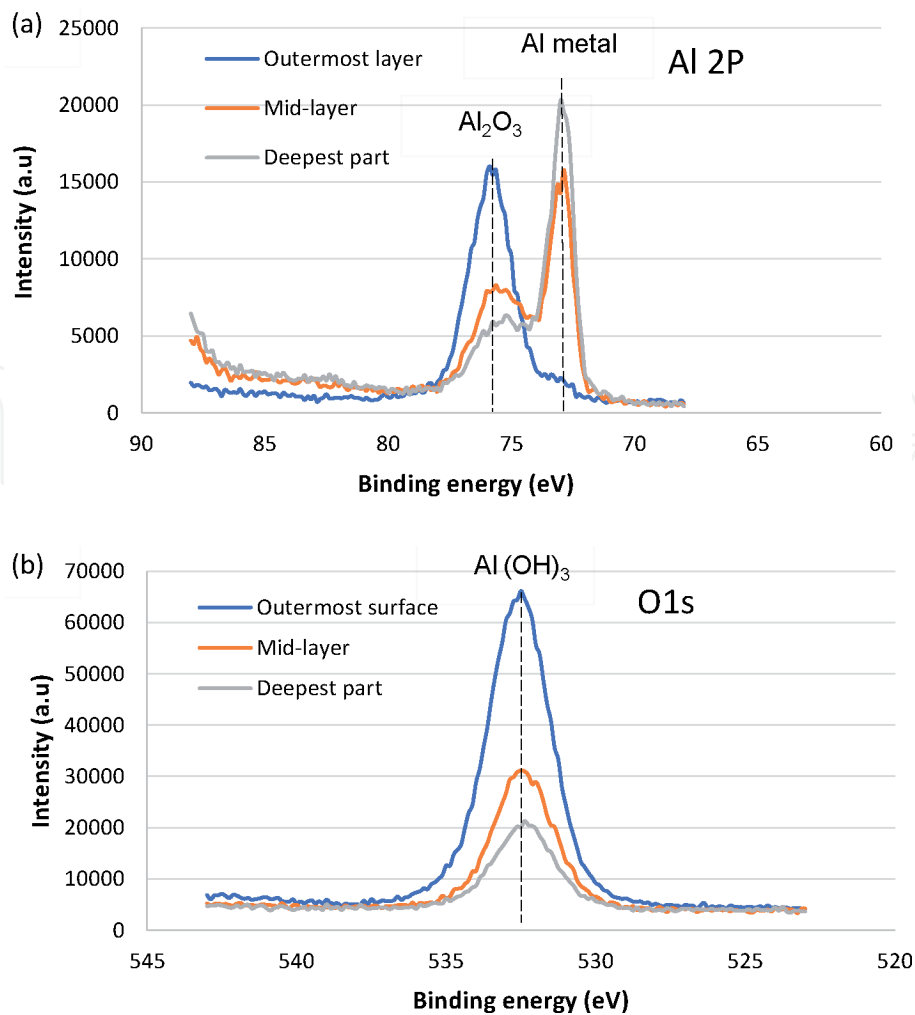 (a)
25000
20000
15000
10000
5000
0
Intensity (a.u)
Outermost layer
Mid-layer
Deepest part
Al₂O₃
Al metal
Al 2P
90 85 80 75 70 65 60
Binding energy (eV)
(b)
70000
60000
50000
40000
30000
20000
10000
0
Intensity (a.u)
Outermost surface
Mid-layer
Deepest part
Al (OH)₃
O1s
545 540 535 530 525 520
Binding energy (eV)